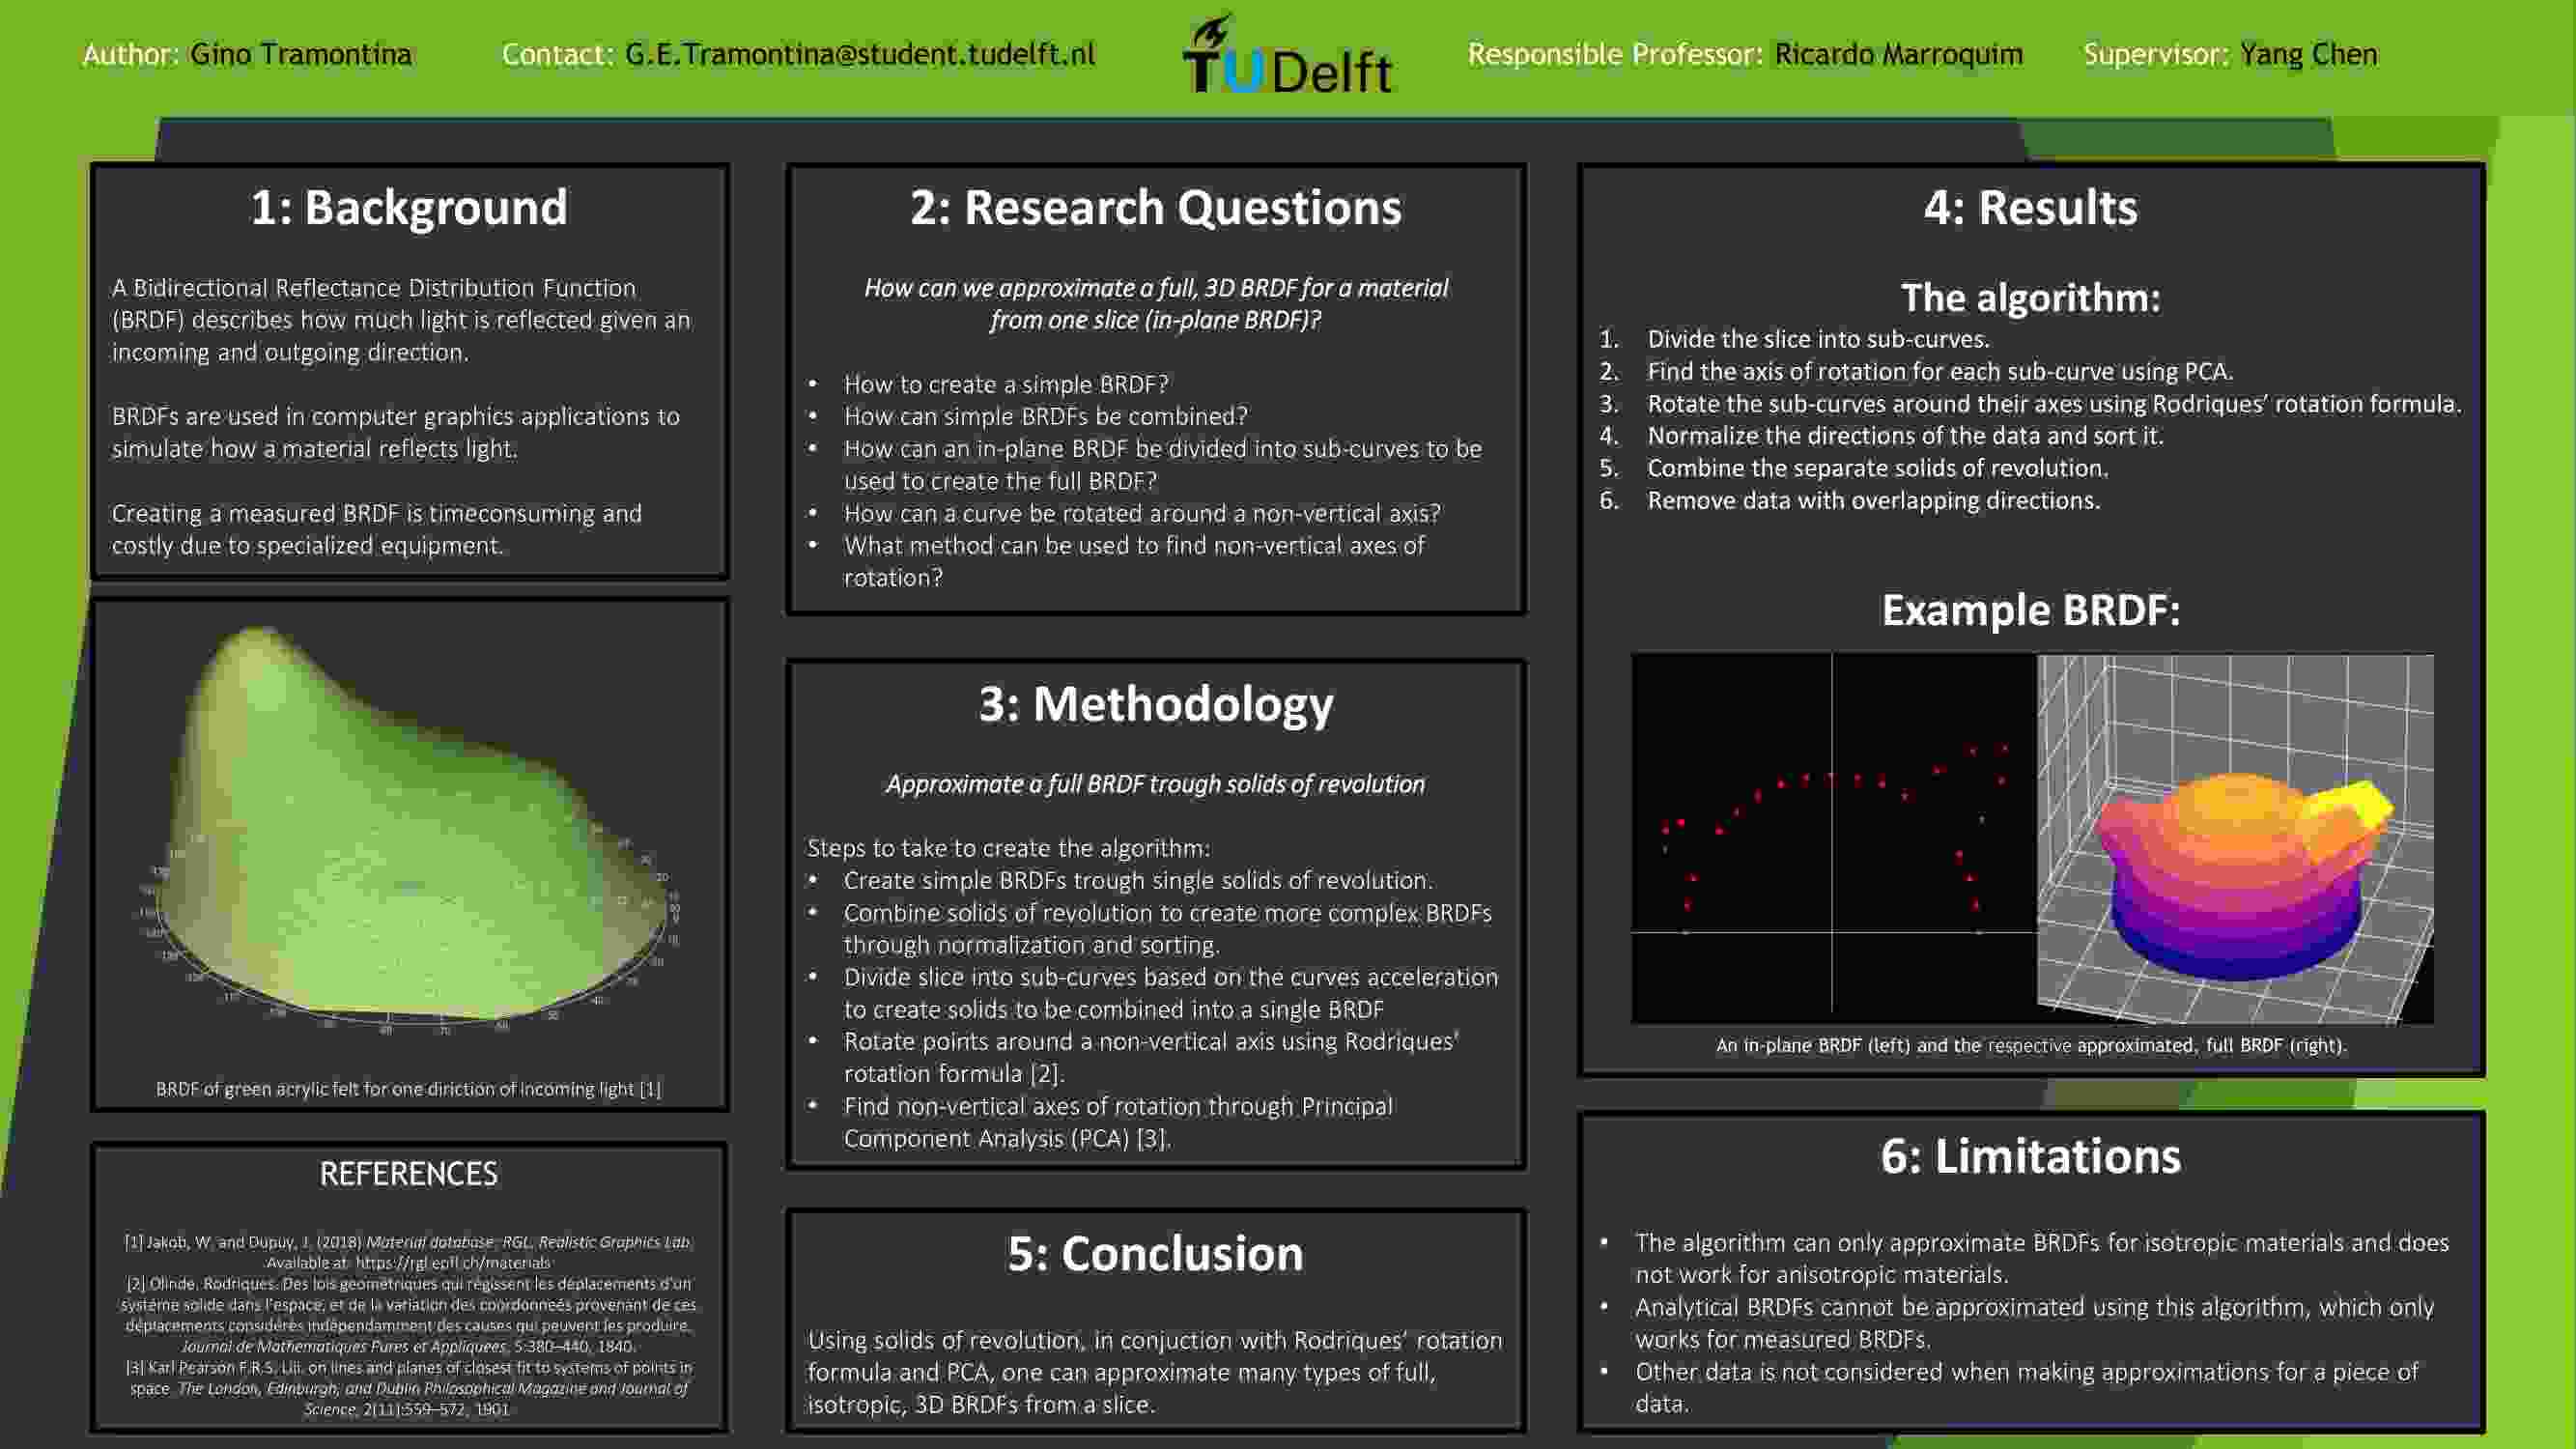 Author: Gino Tramontina
Contact: G.E.Tramontina@student.tudelft.nl
TUDelft
Responsible Professor: Ricardo Marroquim
Supervisor: Yang Chen
1: Background
A Bidirectional Reflectance Distribution Function
(BRDF) describes how much light is reflected given an
incoming and outgoing direction.
BRDFs are used in computer graphics applications to
simulate how a material reflects light.
Creating a measured BRDF is timeconsuming and
costly due to specialized equipment.
BRDF of green acrylic felt for one diriction of incoming light [1]
REFERENCES
[1] Jakob, W. and Dupuy, J. (2018) Material database, RGL. Realistic Graphics Lab.
Available at: https://rgl.epfl.ch/materials
[2] Olinde, Rodriques. Des lois géométriques qui régissent les déplacements d'un
système solide dans l'espace, et de la variation des coordonnées provenant de ces
déplacements considérés indépendamment des causes qui peuvent les produire.
Journal de Mathématiques Pures et Appliquées, 5:380–440, 1840.
[3] Karl Pearson F.R.S. Liii. on lines and planes of closest fit to systems of points in
space. The London, Edinburgh, and Dublin Philosophical Magazine and Journal of
Science, 2(11):559–572, 1901.
2: Research Questions
How can we approximate a full, 3D BRDF for a material
from one slice (in-plane BRDF)?
• How to create a simple BRDF?
• How can simple BRDFs be combined?
• How can an in-plane BRDF be divided into sub-curves to be
used to create the full BRDF?
• How can a curve be rotated around a non-vertical axis?
• What method can be used to find non-vertical axes of
rotation?
3: Methodology
Approximate a full BRDF trough solids of revolution
Steps to take to create the algorithm:
• Create simple BRDFs trough single solids of revolution.
• Combine solids of revolution to create more complex BRDFs
through normalization and sorting.
• Divide slice into sub-curves based on the curves acceleration
to create solids to be combined into a single BRDF
• Rotate points around a non-vertical axis using Rodriques'
rotation formula [2].
• Find non-vertical axes of rotation through Principal
Component Analysis (PCA) [3].
5: Conclusion
Using solids of revolution, in conjuction with Rodriques' rotation
formula and PCA, one can approximate many types of full,
isotropic, 3D BRDFs from a slice.
4: Results
The algorithm:
1. Divide the slice into sub-curves.
2. Find the axis of rotation for each sub-curve using PCA.
3. Rotate the sub-curves around their axes using Rodriques' rotation formula.
4. Normalize the directions of the data and sort it.
5. Combine the separate solids of revolution.
6. Remove data with overlapping directions.
Example BRDF:
An in-plane BRDF (left) and the respective approximated, full BRDF (right).
6: Limitations
• The algorithm can only approximate BRDFs for isotropic materials and does
not work for anisotropic materials.
• Analytical BRDFs cannot be approximated using this algorithm, which only
works for measured BRDFs.
• Other data is not considered when making approximations for a piece of
data.